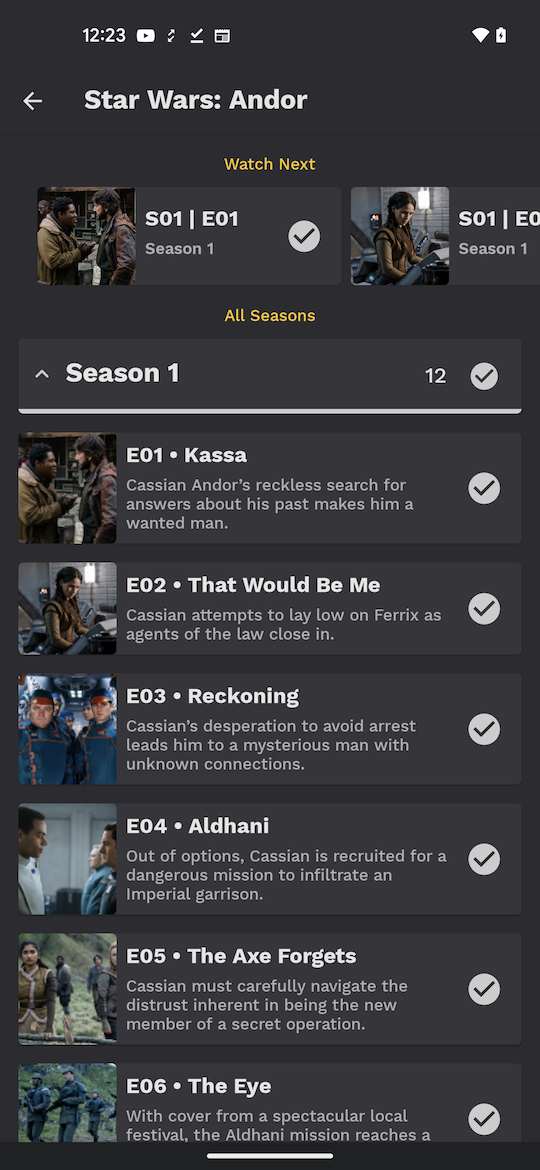 12:23
Star Wars: Andor
Watch Next
S01 | E01
Season 1
S01 | E0
Season 1
All Seasons
Season 1
12
E01 • Kassa
Cassian Andor’s reckless search for
answers about his past makes him a
wanted man.
E02 • That Would Be Me
Cassian attempts to lay low on Ferrix as
agents of the law close in.
E03 • Reckoning
Cassian’s desperation to avoid arrest
leads him to a mysterious man with
unknown connections.
E04 • Aldhani
Out of options, Cassian is recruited for a
dangerous mission to infiltrate an
Imperial garrison.
E05 • The Axe Forgets
Cassian must carefully navigate the
distrust inherent in being the new
member of a secret operation.
E06 • The Eye
With cover from a spectacular local
festival, the Aldhani mission reaches a